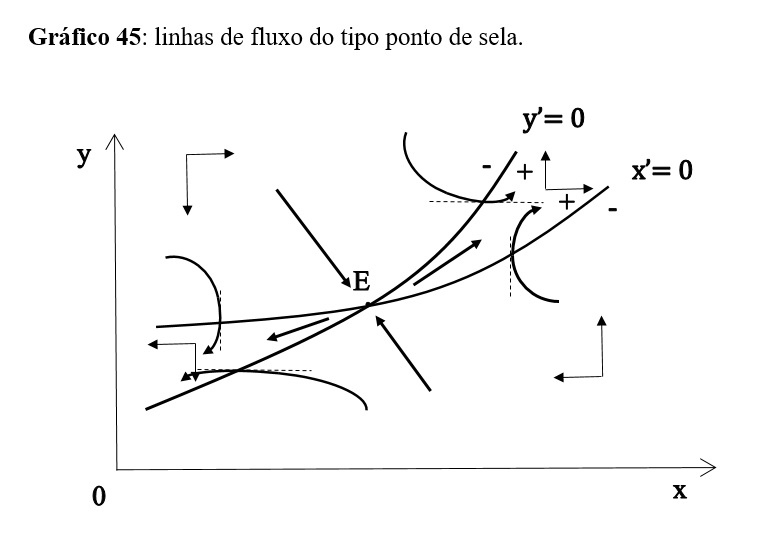 Gráfico 45: linhas de fluxo do tipo ponto de sela.
y'= 0
y
- +
x'= 0
+ -
E
0
x